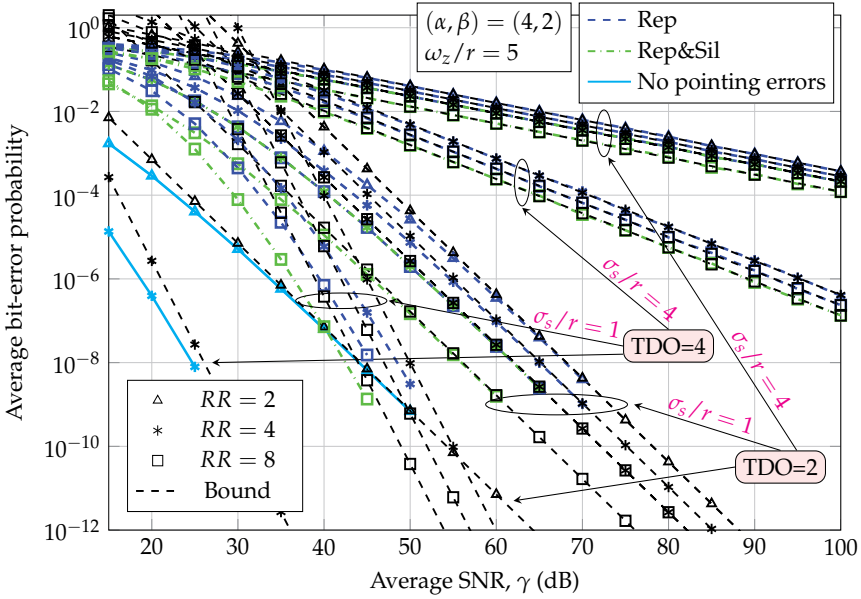 (α, β) = (4, 2)
ω_z/r = 5
Rep
Rep&Sil
No pointing errors
10^0
10^−2
10^−4
10^−6
10^−8
10^−10
10^−12
Average bit-error probability
σ_s/r = 4
σ_s/r = 1
TDO=4
σ_s/r = 4
σ_s/r = 1
TDO=2
RR = 2
RR = 4
RR = 8
Bound
20 30 40 50 60 70 80 90 100
Average SNR, γ (dB)